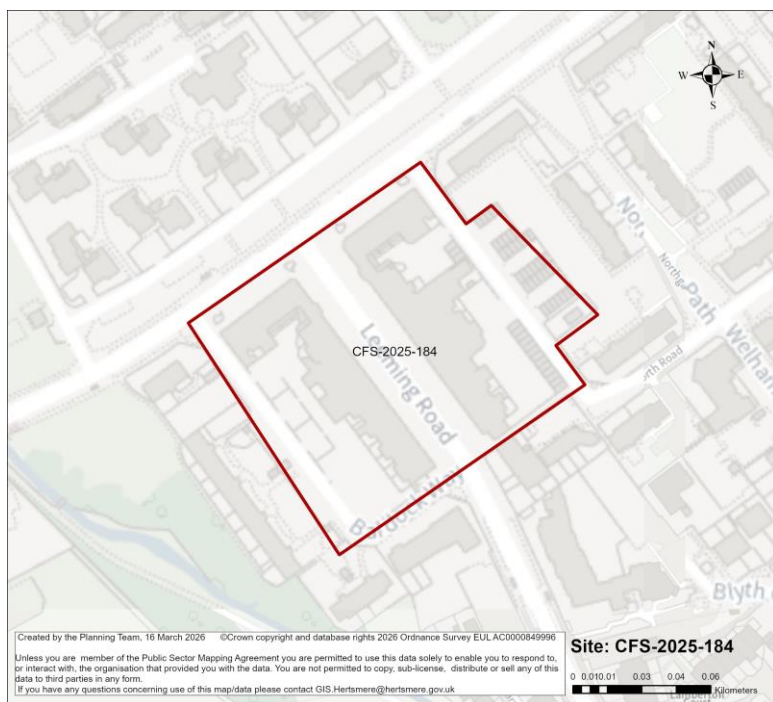 N
W
E
S
Northg
Path
Welham
North Road
CFS-2025-184
Leeming Road
Bardock Way
Blyth
Created by the Planning Team, 16 March 2026 ©Crown copyright and database rights 2026 Ordnance Survey EUL AC0000849996
Unless you are member of the Public Sector Mapping Agreement you are permitted to use this data solely to enable you to respond to,
or interact with, the organisation that provided you with the data. You are not permitted to copy, sub-license, distribute or sell any of this
data to third parties in any form.
If you have any questions concerning use of this map/data please contact GIS.Hertsmere@hertsmere.gov.uk
Site: CFS-2025-184
0 0.010.01 0.03 0.04 0.06
Kilometers